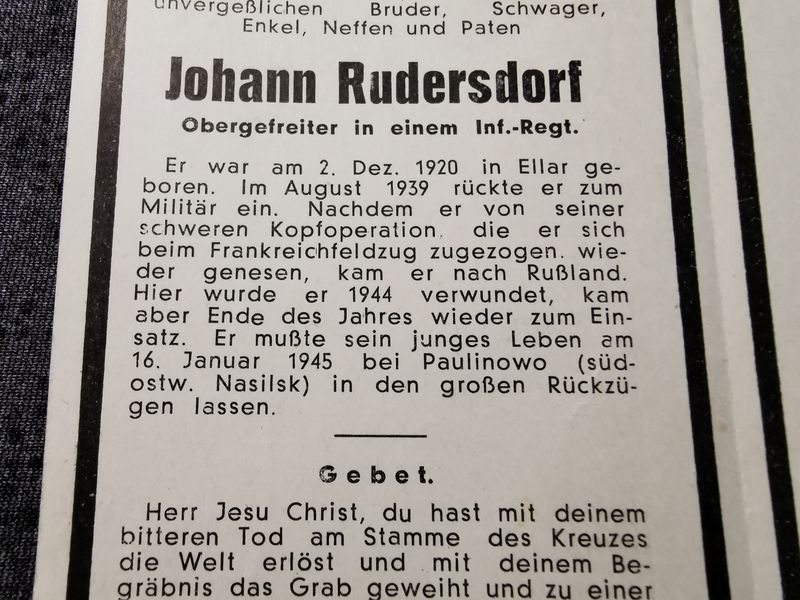 unvergeßlichen Bruder, Schwager,
Enkel, Neffen und Paten
Johann Rudersdorf
Obergefreiter in einem Inf.-Regt.
Er war am 2. Dez. 1920 in Ellar ge-
boren. Im August 1939 rückte er zum
Militär ein. Nachdem er von seiner
schweren Kopfoperation, die er sich
beim Frankreichfeldzug zugezogen, wie-
der genesen, kam er nach Rußland.
Hier wurde er 1944 verwundet, kam
aber Ende des Jahres wieder zum Ein-
satz. Er mußte sein junges Leben am
16. Januar 1945 bei Paulinowo (süd-
ostw. Nasilsk) in den großen Rückzü-
gen lassen.
Gebet.
Herr Jesu Christ, du hast mit deinem
bitteren Tod am Stamme des Kreuzes
die Welt erlöst und mit deinem Be-
gräbnis das Grab geweiht und zu einer